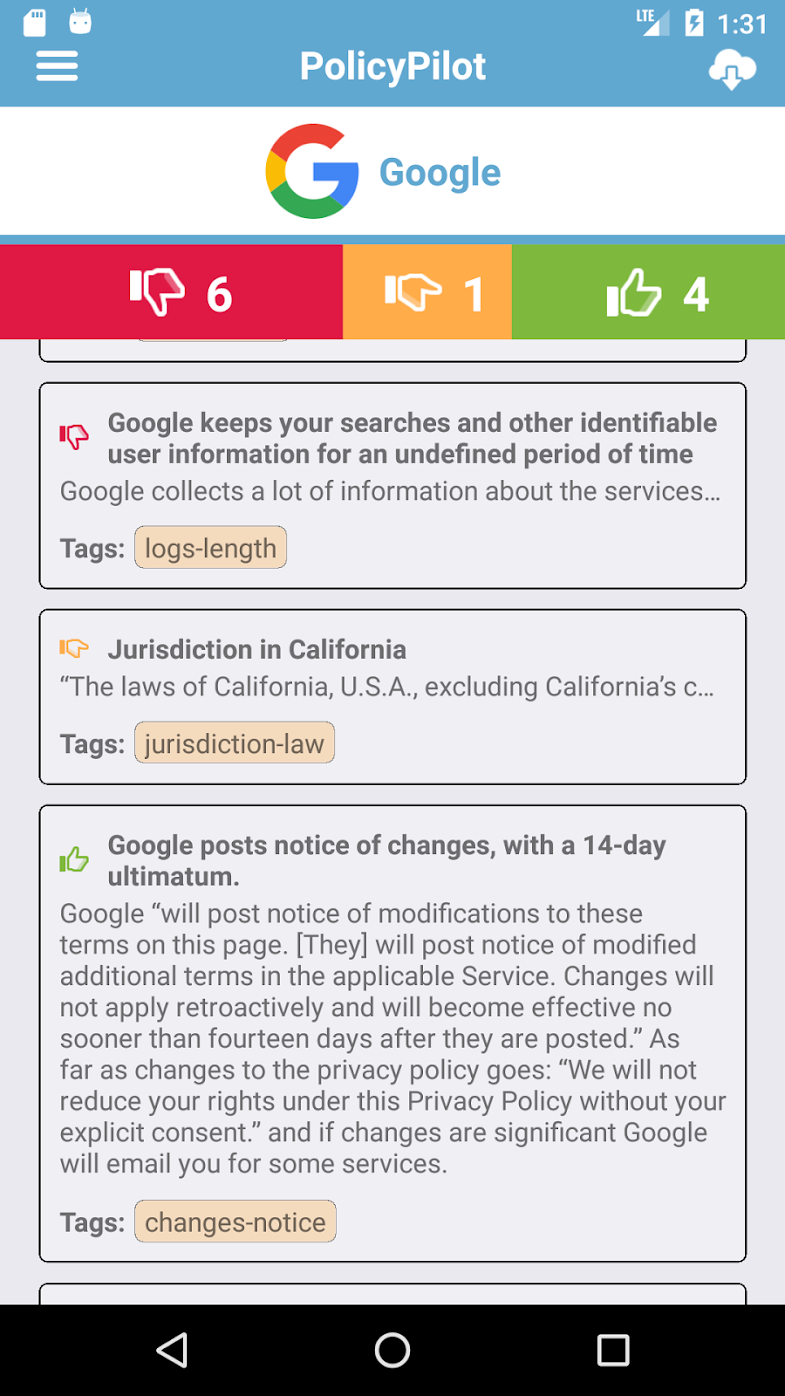 LTE 1:31
PolicyPilot
Google
6 1 4
Google keeps your searches and other identifiable
user information for an undefined period of time
Google collects a lot of information about the services...
Tags: logs-length
Jurisdiction in California
“The laws of California, U.S.A., excluding California’s c...
Tags: jurisdiction-law
Google posts notice of changes, with a 14-day
ultimatum.
Google “will post notice of modifications to these
terms on this page. [They] will post notice of modified
additional terms in the applicable Service. Changes will
not apply retroactively and will become effective no
sooner than fourteen days after they are posted.” As
far as changes to the privacy policy goes: “We will not
reduce your rights under this Privacy Policy without your
explicit consent.” and if changes are significant Google
will email you for some services.
Tags: changes-notice